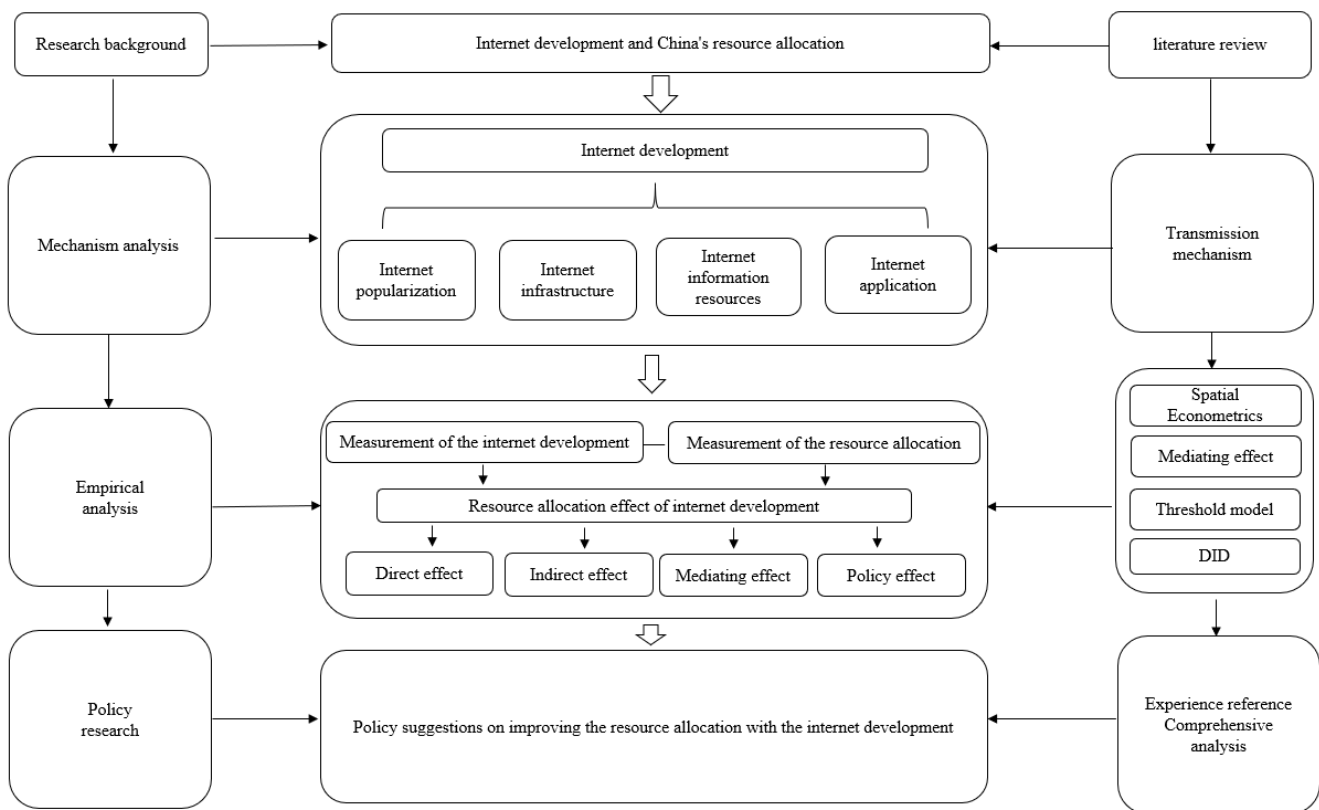 Research background
Internet development and China's resource allocation
literature review
Internet development
Mechanism analysis
Internet
popularization
Internet
infrastructure
Internet
information
resources
Internet
application
Transmission
mechanism
Empirical
analysis
Measurement of the internet development
Measurement of the resource allocation
Resource allocation effect of internet development
Direct effect
Indirect effect
Mediating effect
Policy effect
Spatial
Econometrics
Mediating effect
Threshold model
DID
Policy
research
Policy suggestions on improving the resource allocation with the internet development
Experience reference
Comprehensive
analysis